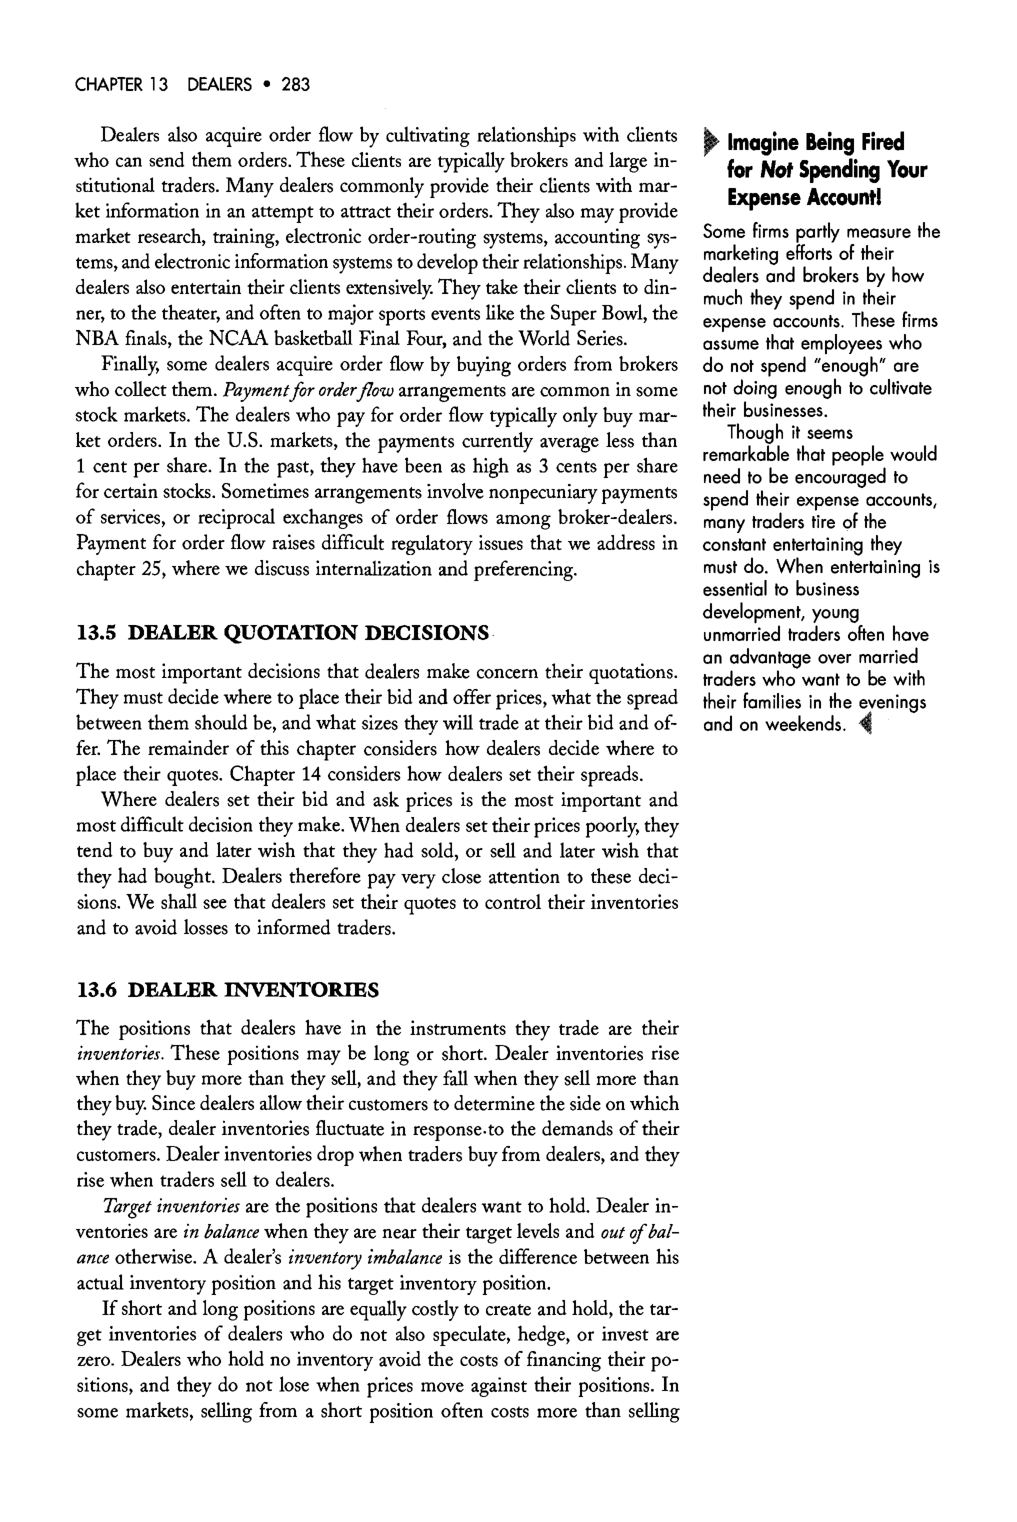 CHAPTER 13 DEALERS • 283
Dealers also acquire order flow by cultivating relationships with clients
who can send them orders. These clients are typically brokers and large in-
stitutional traders. Many dealers commonly provide their clients with mar-
ket information in an attempt to attract their orders. They also may provide
market research, training, electronic order-routing systems, accounting sys-
tems, and electronic information systems to develop their relationships. Many
dealers also entertain their clients extensively. They take their clients to din-
ner, to the theater, and often to major sports events like the Super Bowl, the
NBA finals, the NCAA basketball Final Four, and the World Series.
Finally, some dealers acquire order flow by buying orders from brokers
who collect them. Payment for order flow arrangements are common in some
stock markets. The dealers who pay for order flow typically only buy mar-
ket orders. In the U.S. markets, the payments currently average less than
1 cent per share. In the past, they have been as high as 3 cents per share
for certain stocks. Sometimes arrangements involve nonpecuniary payments
of services, or reciprocal exchanges of order flows among broker-dealers.
Payment for order flow raises difficult regulatory issues that we address in
chapter 25, where we discuss internalization and preferencing.
13.5 DEALER QUOTATION DECISIONS
The most important decisions that dealers make concern their quotations.
They must decide where to place their bid and offer prices, what the spread
between them should be, and what sizes they will trade at their bid and of-
fer. The remainder of this chapter considers how dealers decide where to
place their quotes. Chapter 14 considers how dealers set their spreads.
Where dealers set their bid and ask prices is the most important and
most difficult decision they make. When dealers set their prices poorly, they
tend to buy and later wish that they had sold, or sell and later wish that
they had bought. Dealers therefore pay very close attention to these deci-
sions. We shall see that dealers set their quotes to control their inventories
and to avoid losses to informed traders.
13.6 DEALER INVENTORIES
The positions that dealers have in the instruments they trade are their
inventories. These positions may be long or short. Dealer inventories rise
when they buy more than they sell, and they fall when they sell more than
they buy. Since dealers allow their customers to determine the side on which
they trade, dealer inventories fluctuate in response to the demands of their
customers. Dealer inventories drop when traders buy from dealers, and they
rise when traders sell to dealers.
Target inventories are the positions that dealers want to hold. Dealer in-
ventories are in balance when they are near their target levels and out of bal-
ance otherwise. A dealer's inventory imbalance is the difference between his
actual inventory position and his target inventory position.
If short and long positions are equally costly to create and hold, the tar-
get inventories of dealers who do not also speculate, hedge, or invest are
zero. Dealers who hold no inventory avoid the costs of financing their po-
sitions, and they do not lose when prices move against their positions. In
some markets, selling from a short position often costs more than selling
Imagine Being Fired
for Not Spending Your
Expense Account!
Some firms partly measure the
marketing efforts of their
dealers and brokers by how
much they spend in their
expense accounts. These firms
assume that employees who
do not spend "enough" are
not doing enough to cultivate
their businesses.
Though it seems
remarkable that people would
need to be encouraged to
spend their expense accounts,
many traders tire of the
constant entertaining they
must do. When entertaining is
essential to business
development, young
unmarried traders often have
an advantage over married
traders who want to be with
their families in the evenings
and on weekends.